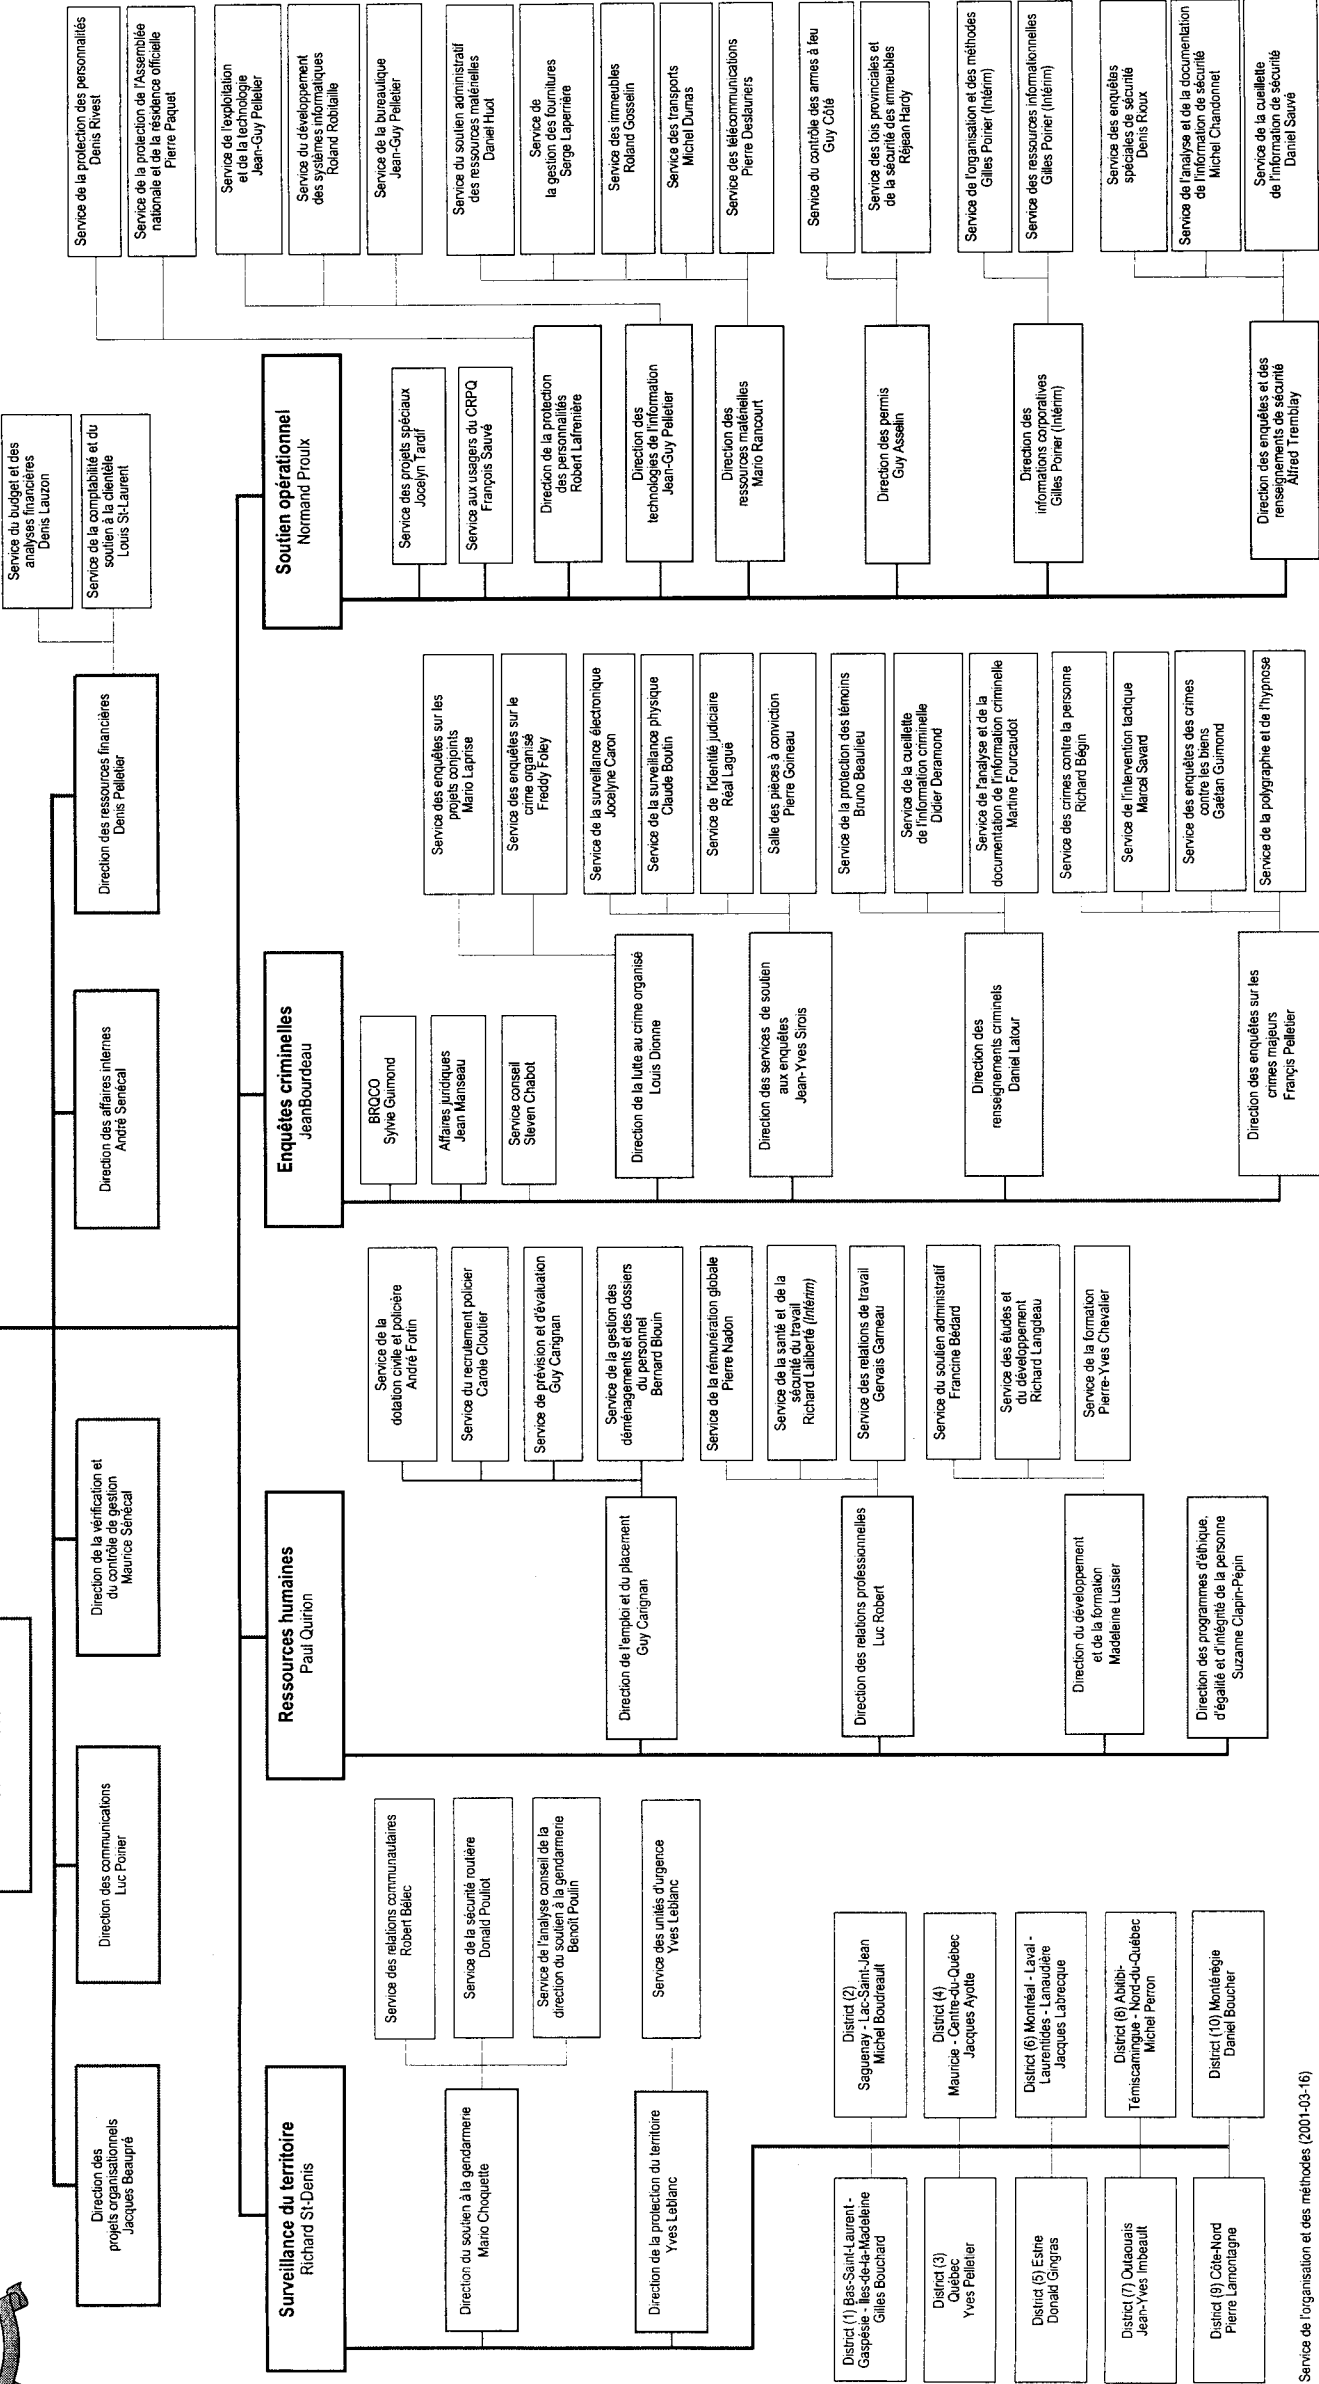 Direction des
projets organisationnels
Jacques Beaupré
Direction des communications
Luc Poirier
Direction de la vérification et
du contrôle de gestion
Maurice Sénécal
Direction des affaires internes
André Senécal
Direction des ressources financières
Denis Pelletier
Service du budget et des
analyses financières
Denis Lauzon
Service de la comptabilité et du
soutien à la clientèle
Louis St-Laurent
Surveillance du territoire
Richard St-Denis
Direction du soutien à la gendarmerie
Mario Choquette
Service des relations communautaires
Robert Bélec
Service de la sécurité routière
Donald Pouliot
Service de l'analyse conseil de la
direction du soutien à la gendarmerie
Benoît Poulin
Direction de la protection du territoire
Yves Leblanc
Service des unités d'urgence
Yves Leblanc
District (1) Bas-Saint-Laurent -
Gaspésie - Îles-de-la-Madeleine
Gilles Bouchard
District (2)
Saguenay - Lac-Saint-Jean
Michel Boudreault
District (3)
Québec
Yves Pelletier
District (4)
Mauricie - Centre-du-Québec
Jacques Ayotte
District (5) Estrie
Donald Gingras
District (6) Montréal - Laval -
Laurentides - Lanaudière
Jacques Labrecque
District (7) Outaouais
Jean-Yves Imbeault
District (8) Abitibi-
Témiscamingue - Nord-du-Québec
Michel Perron
District (9) Côte-Nord
Pierre Lamontagne
District (10) Montérégie
Daniel Boucher
Ressources humaines
Paul Quirion
Direction de l'emploi et du placement
Guy Carignan
Service de la
dotation civile et policière
André Fortin
Service du recrutement policier
Carole Cloutier
Service de prévision et d'évaluation
Guy Carignan
Service de la gestion des
déménagements et des dossiers
du personnel
Bernard Blouin
Direction des relations professionnelles
Luc Robert
Service de la rémunération globale
Pierre Nadon
Service de la santé et de la
sécurité du travail
Richard Laliberté (Intérim)
Service des relations de travail
Gervais Garneau
Direction du développement
et de la formation
Madeleine Lussier
Service du soutien administratif
Francine Bédard
Service des études et
du développement
Richard Langdeau
Service de la formation
Pierre-Yves Chevalier
Direction des programmes d'éthique,
d'égalité et d'intégrité de la personne
Suzanne Clapin-Pépin
Enquêtes criminelles
JeanBourdeau
BRQCO
Sylvie Guimond
Affaires juridiques
Jean Manseau
Service conseil
Steven Chabot
Direction de la lutte au crime organisé
Louis Dionne
Service des enquêtes sur les
projets conjoints
Mario Laprise
Service des enquêtes sur le
crime organisé
Freddy Foley
Direction des services de soutien
aux enquêtes
Jean-Yves Sirois
Service de la surveillance électronique
Jocelyne Caron
Service de la surveillance physique
Claude Boutin
Service de l'identité judiciaire
Réal Laguë
Salle des pièces à conviction
Pierre Goineau
Direction des
renseignements criminels
Daniel Latour
Service de la protection des témoins
Bruno Beaulieu
Service de la cueillette
de l'information criminelle
Didier Deramond
Service de l'analyse et de la
documentation de l'information criminelle
Martine Fourcaudot
Direction des enquêtes sur les
crimes majeurs
Françis Pelletier
Service des crimes contre la personne
Richard Bégin
Service de l'intervention tactique
Marcel Savard
Service des enquêtes des crimes
contre les biens
Gaétan Guimond
Service de la polygraphie et de l'hypnose
Soutien opérationnel
Normand Proulx
Service des projets spéciaux
Jocelyn Tardif
Service aux usagers du CRPQ
François Sauvé
Direction de la protection
des personnalités
Robert Lafrenière
Service de la protection des personnalités
Denis Rivest
Service de la protection de l'Assemblée
nationale et de la résidence officielle
Pierre Paquet
Direction des
technologies de l'information
Jean-Guy Pelletier
Service de l'exploitation
et de la technologie
Jean-Guy Pelletier
Service du développement
des systèmes informatiques
Roland Robitaille
Service de la bureautique
Jean-Guy Pelletier
Direction des
ressources matérielles
Mario Rancourt
Service du soutien administratif
des ressources matérielles
Daniel Huot
Service de
la gestion des fournitures
Serge Laperrière
Service des immeubles
Roland Gosselin
Service des transports
Michel Dumas
Service des télécommunications
Pierre Deslauriers
Direction des permis
Guy Asselin
Service du contrôle des armes à feu
Guy Côté
Service des lois provinciales et
de la sécurité des immeubles
Réjean Hardy
Direction des
informations corporatives
Gilles Poirier (Intérim)
Service de l'organisation et des méthodes
Gilles Poirier (Intérim)
Service des ressources informationnelles
Gilles Poirier (Intérim)
Direction des enquêtes et des
renseignements de sécurité
Alfred Tremblay
Service des enquêtes
spéciales de sécurité
Denis Rioux
Service de l'analyse et de la documentation
de l'information de sécurité
Michel Chandonnet
Service de la cueillette
de l'information de sécurité
Daniel Sauvé
Service de l'organisation et des méthodes (2001-03-16)